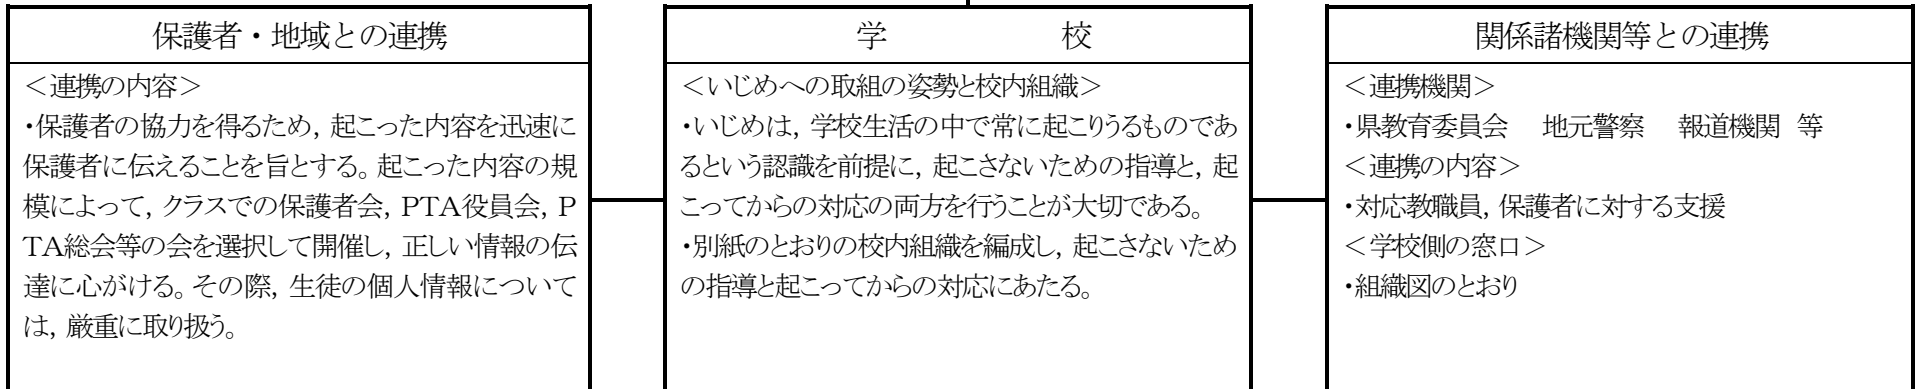 保護者・地域との連携
＜連携の内容＞
・保護者の協力を得るため，起こった内容を迅速に
保護者に伝えることを旨とする。起こった内容の規
模によって，クラスでの保護者会，PTA役員会，P
TA総会等の会を選択して開催し，正しい情報の伝
達に心がける。その際，生徒の個人情報について
は，厳重に取り扱う。
学　　　　　校
＜いじめへの取組の姿勢と校内組織＞
・いじめは，学校生活の中で常に起こりうるものであ
るという認識を前提に，起こさないための指導と，起
こってからの対応の両方を行うことが大切である。
・別紙のとおりの校内組織を編成し，起こさないため
の指導と起こってからの対応にあたる。
関係諸機関等との連携
＜連携機関＞
・県教育委員会　地元警察　報道機関　等
＜連携の内容＞
・対応教職員，保護者に対する支援
＜学校側の窓口＞
・組織図のとおり